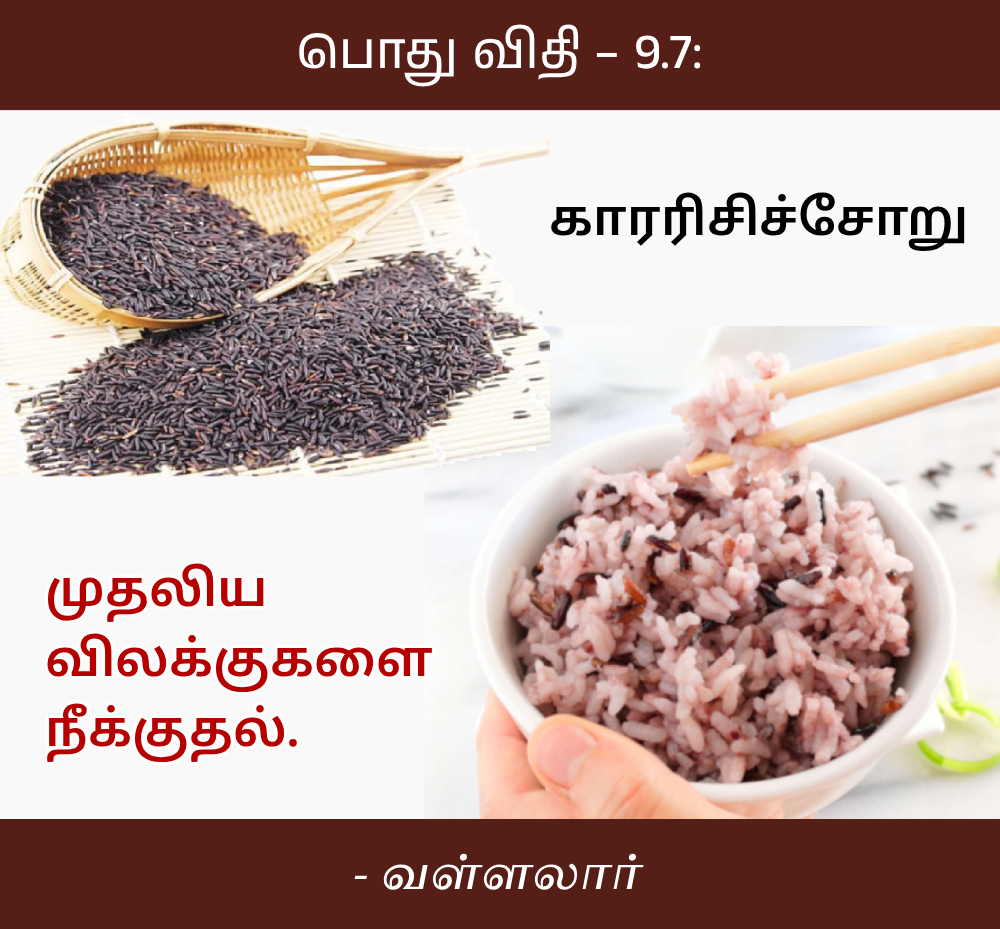 பொது விதி – 9.7:
காரரிசிச்சோறு
முதலிய
விலக்குகளை
நீக்குதல்.
- வள்ளலார்